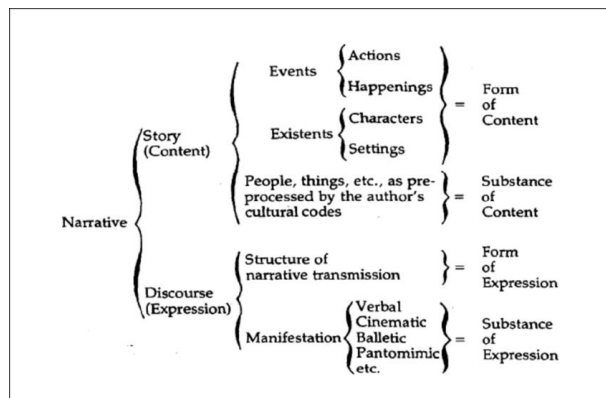 Actions
Events
Happenings
Form
of
Content
=
Characters
Existents
Settings
Story
(Content)
People, things, etc., as pre-
processed by the author's
cultural codes
=
Substance
of
Content
Narrative
Structure of
narrative transmission
=
Form
of
Expression
Discourse
(Expression)
Manifestation
Verbal
Cinematic
Balletic
Pantomimic
etc.
=
Substance
of
Expression